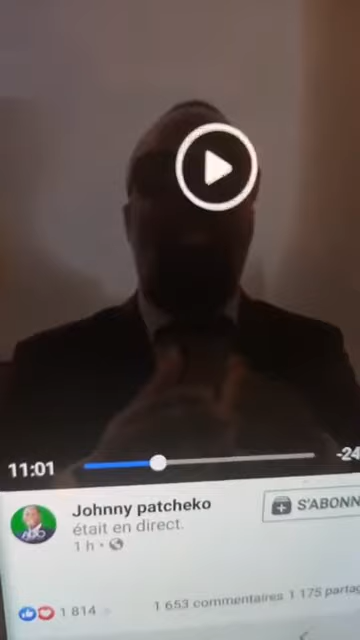 11:01
-24
Johnny patcheko
S'ABONN
était en direct.
1 h
1 814
1 653 commentaires 1 175 partag